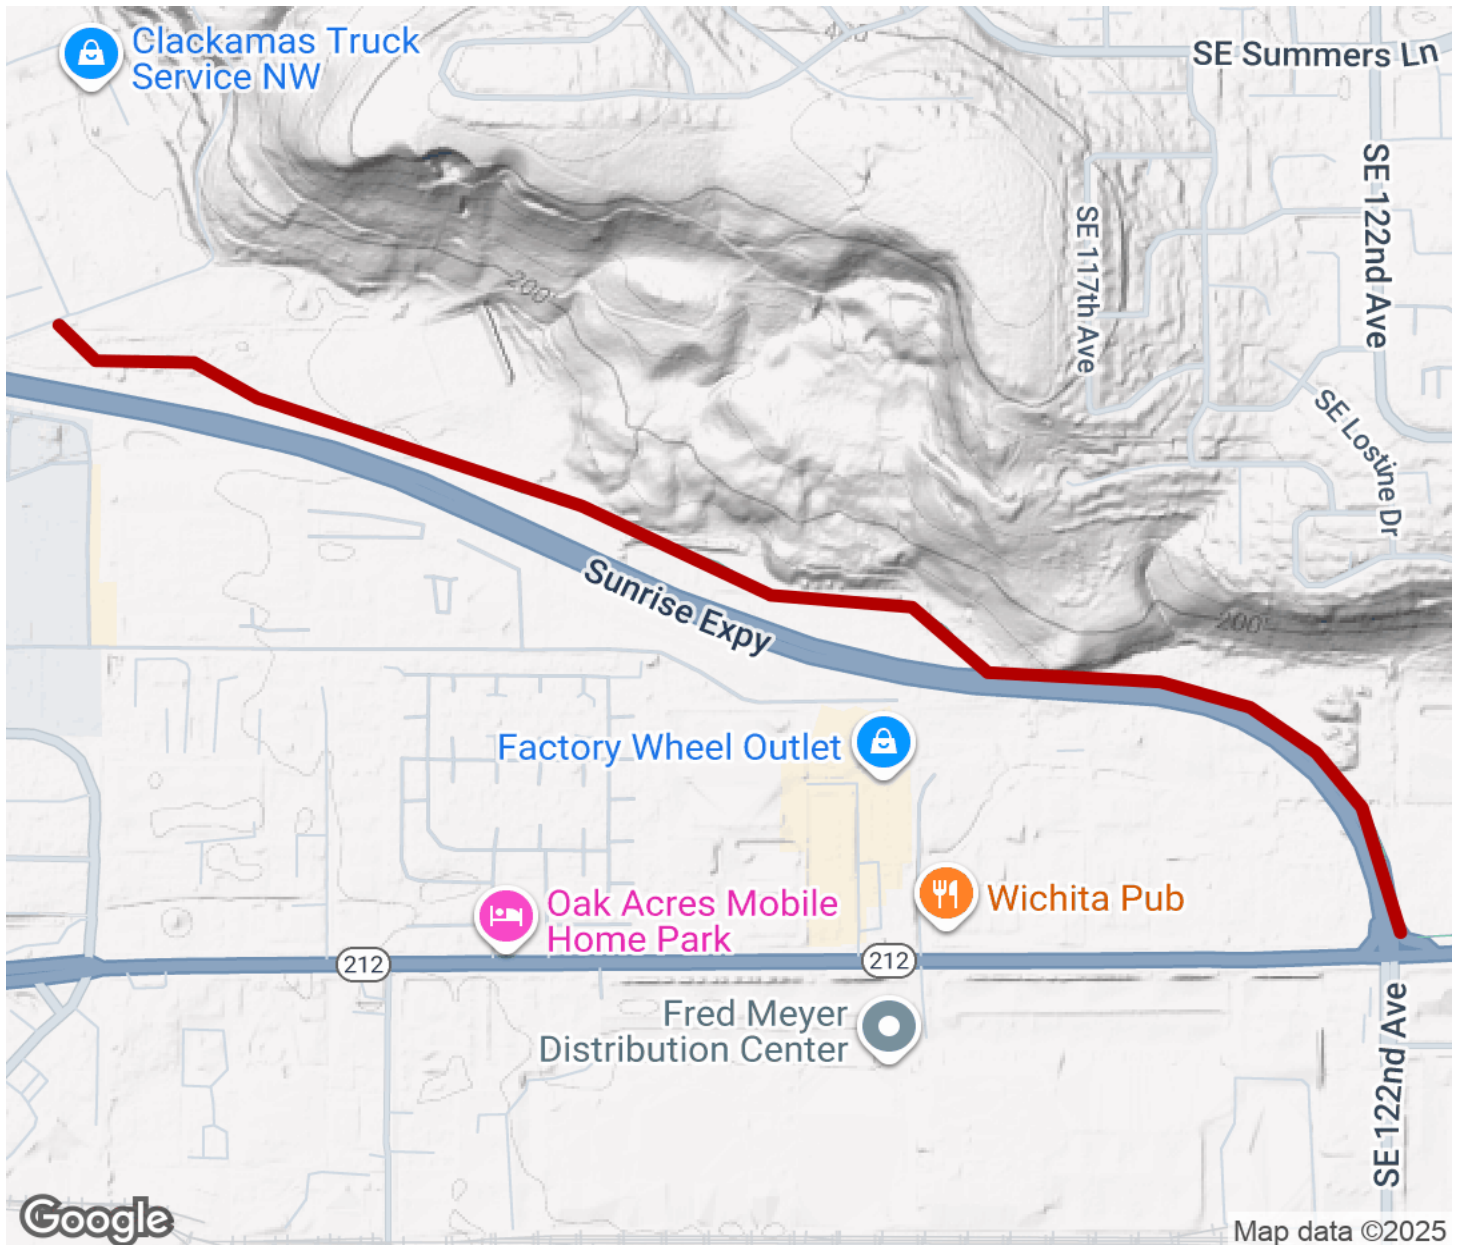 Clackamas Truck
Service NW
400
SE Summers Ln
SE 122nd Ave
SE 117th Ave
200'
SE Lostine Dr
Sunrise Expy
200'
Factory Wheel Outlet
Oak Acres Mobile
Home Park
Wichita Pub
212
212
Fred Meyer
Distribution Center
SE 122nd Ave
Google
Map data ©2025